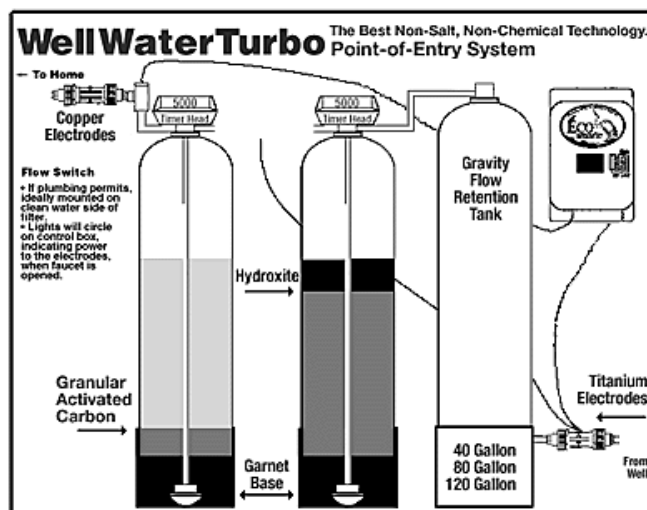 WellWaterTurbo
The Best Non-Salt, Non-Chemical Technology.
Point-of-Entry System
← To Home
Copper
Electrodes
5000
Timer Head
5000
Timer Head
Flow Switch
• If plumbing permits,
ideally mounted on
clean water side of
filter.
• Lights will circle
on control box,
indicating power
to the electrodes,
when faucet is
opened.
Gravity
Flow
Retention
Tank
Hydroxite
Granular
Activated
Carbon
Garnet
Base
40 Gallon
80 Gallon
120 Gallon
Titanium
Electrodes
From
Well